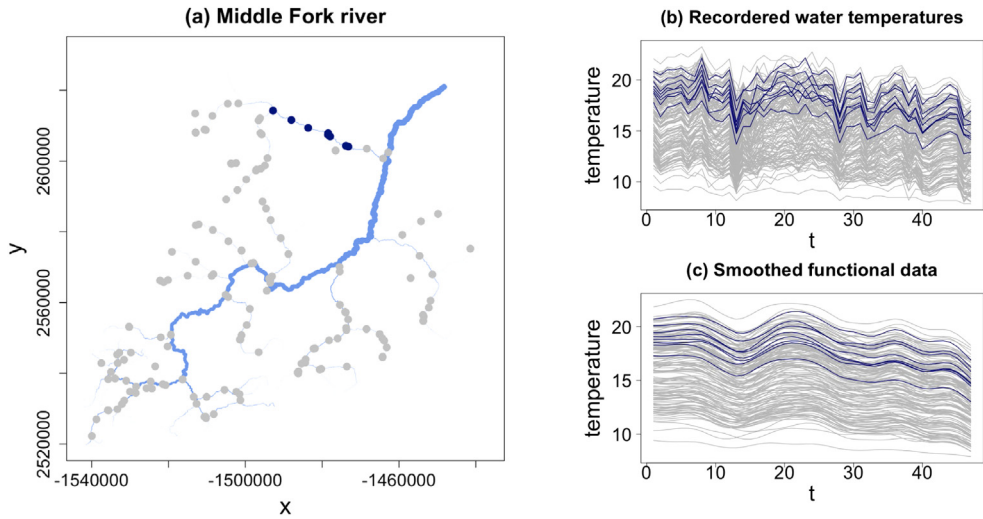 (a) Middle Fork river
y
2520000
2560000
2600000
-1540000
-1500000
-1460000
x
(b) Recordered water temperatures
temperature
20
15
10
0
10
20
30
40
t
(c) Smoothed functional data
temperature
20
15
10
0
10
20
30
40
t